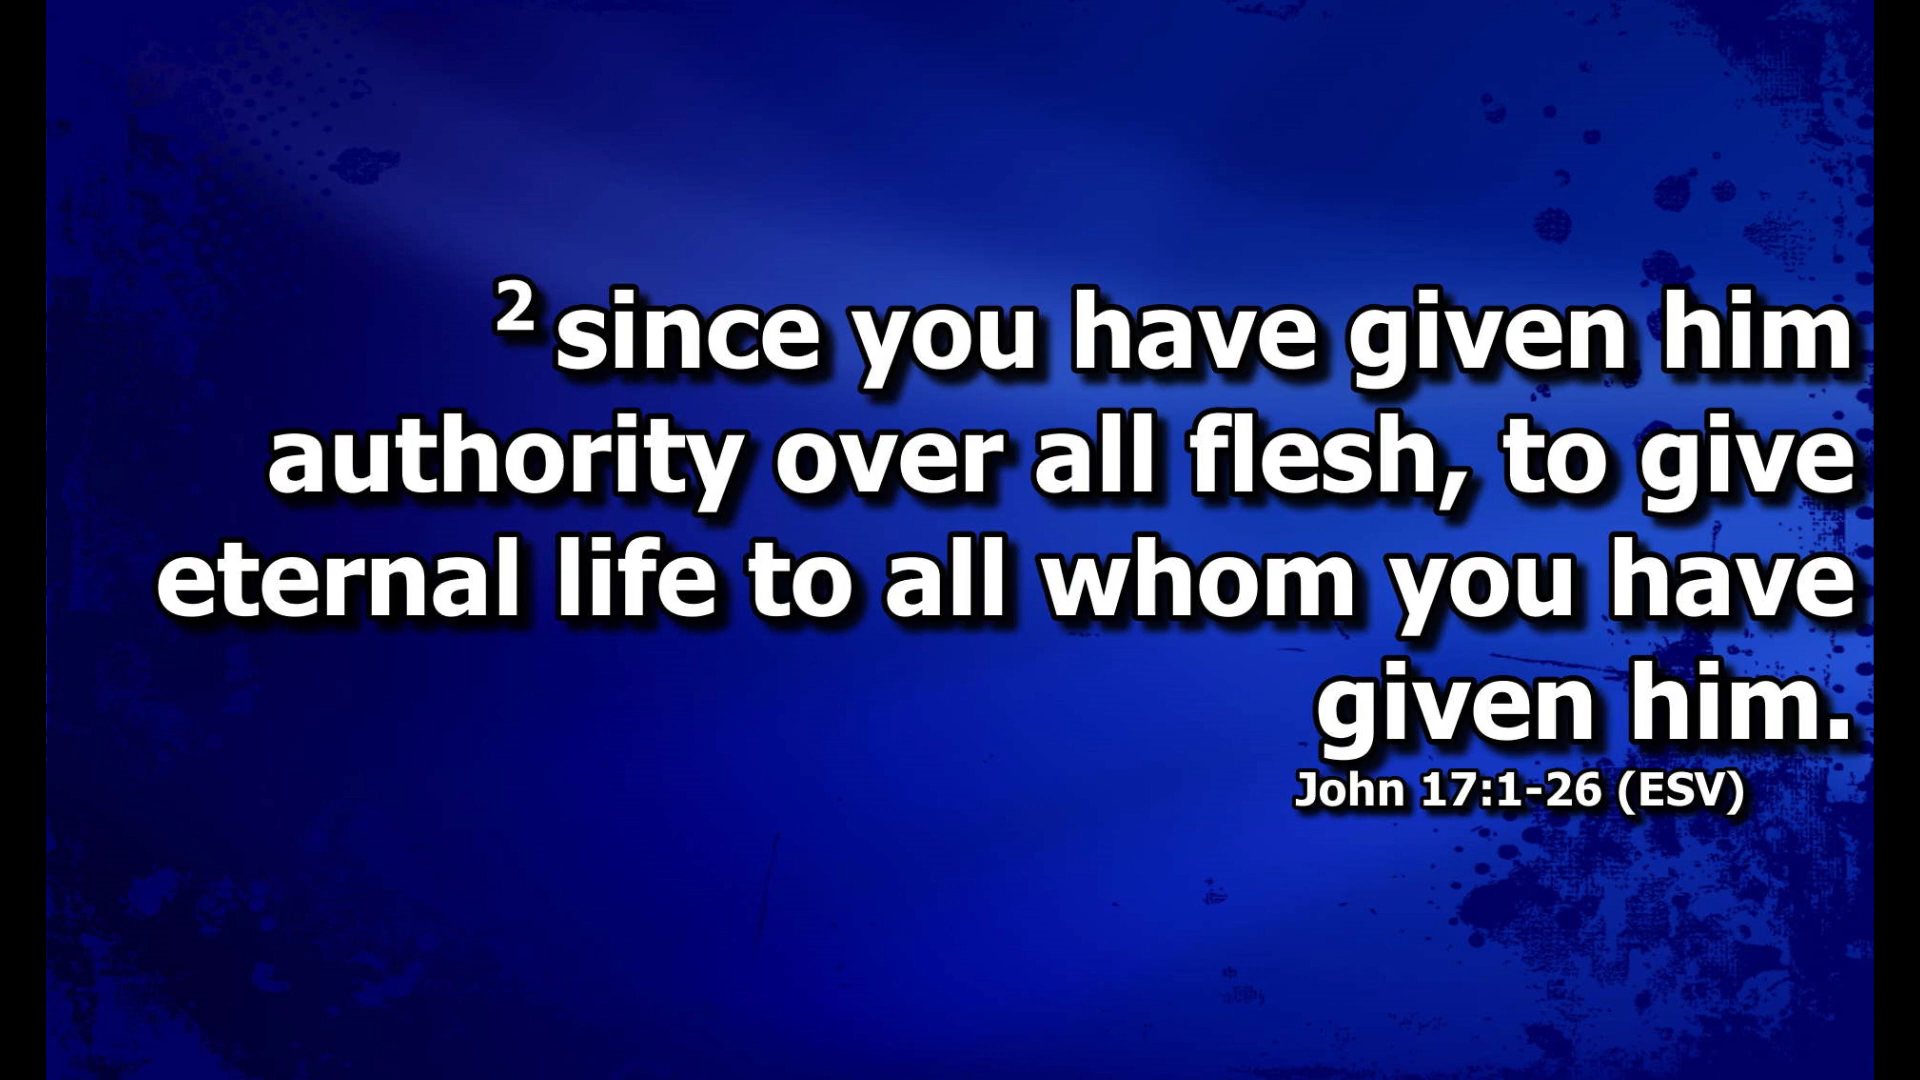 2 since you have given him
authority over all flesh, to give
eternal life to all whom you have
given him.
John 17:1-26 (ESV)